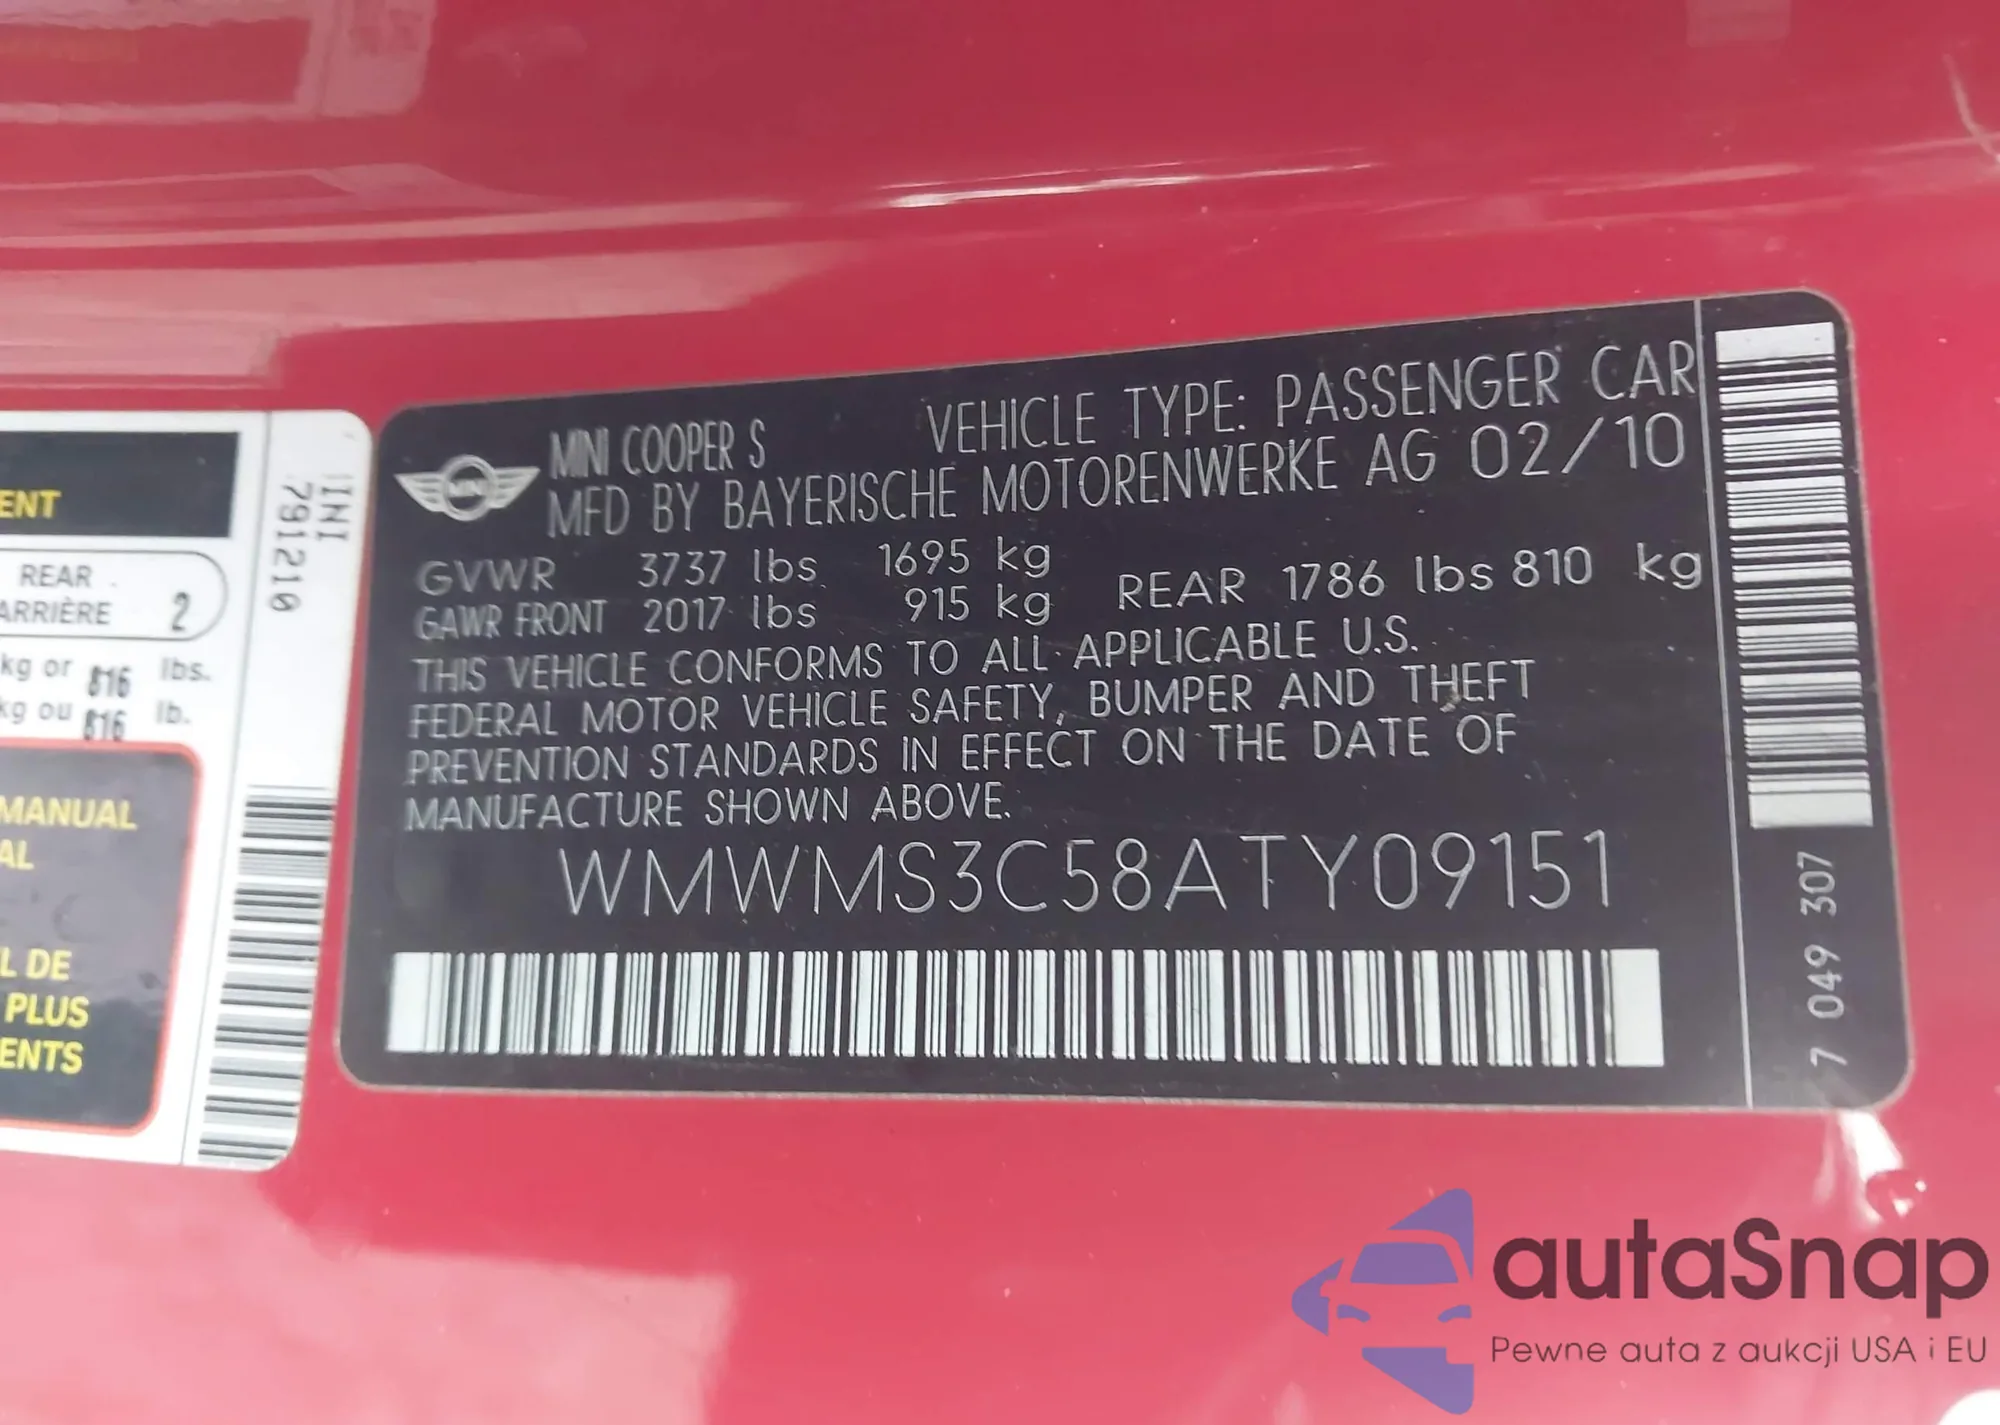 ENT
REAR
ARRIÈRE 2
kg or 816 lbs.
kg ou 816 lb.
MANUAL
AL
L DE
PLUS
ENTS
INI
791210
MINI COOPER S VEHICLE TYPE: PASSENGER CAR
MFD BY BAYERISCHE MOTORENWERKE AG 02/10
GVWR 3737 lbs 1695 kg
GAWR FRONT 2017 lbs 915 kg REAR 1786 lbs 810 kg
THIS VEHICLE CONFORMS TO ALL APPLICABLE U.S.
FEDERAL MOTOR VEHICLE SAFETY, BUMPER AND THEFT
PREVENTION STANDARDS IN EFFECT ON THE DATE OF
MANUFACTURE SHOWN ABOVE.
WMWMS3C58ATY09151
7 049 307
autaSnap
Pewne auta z aukcji USA i EU